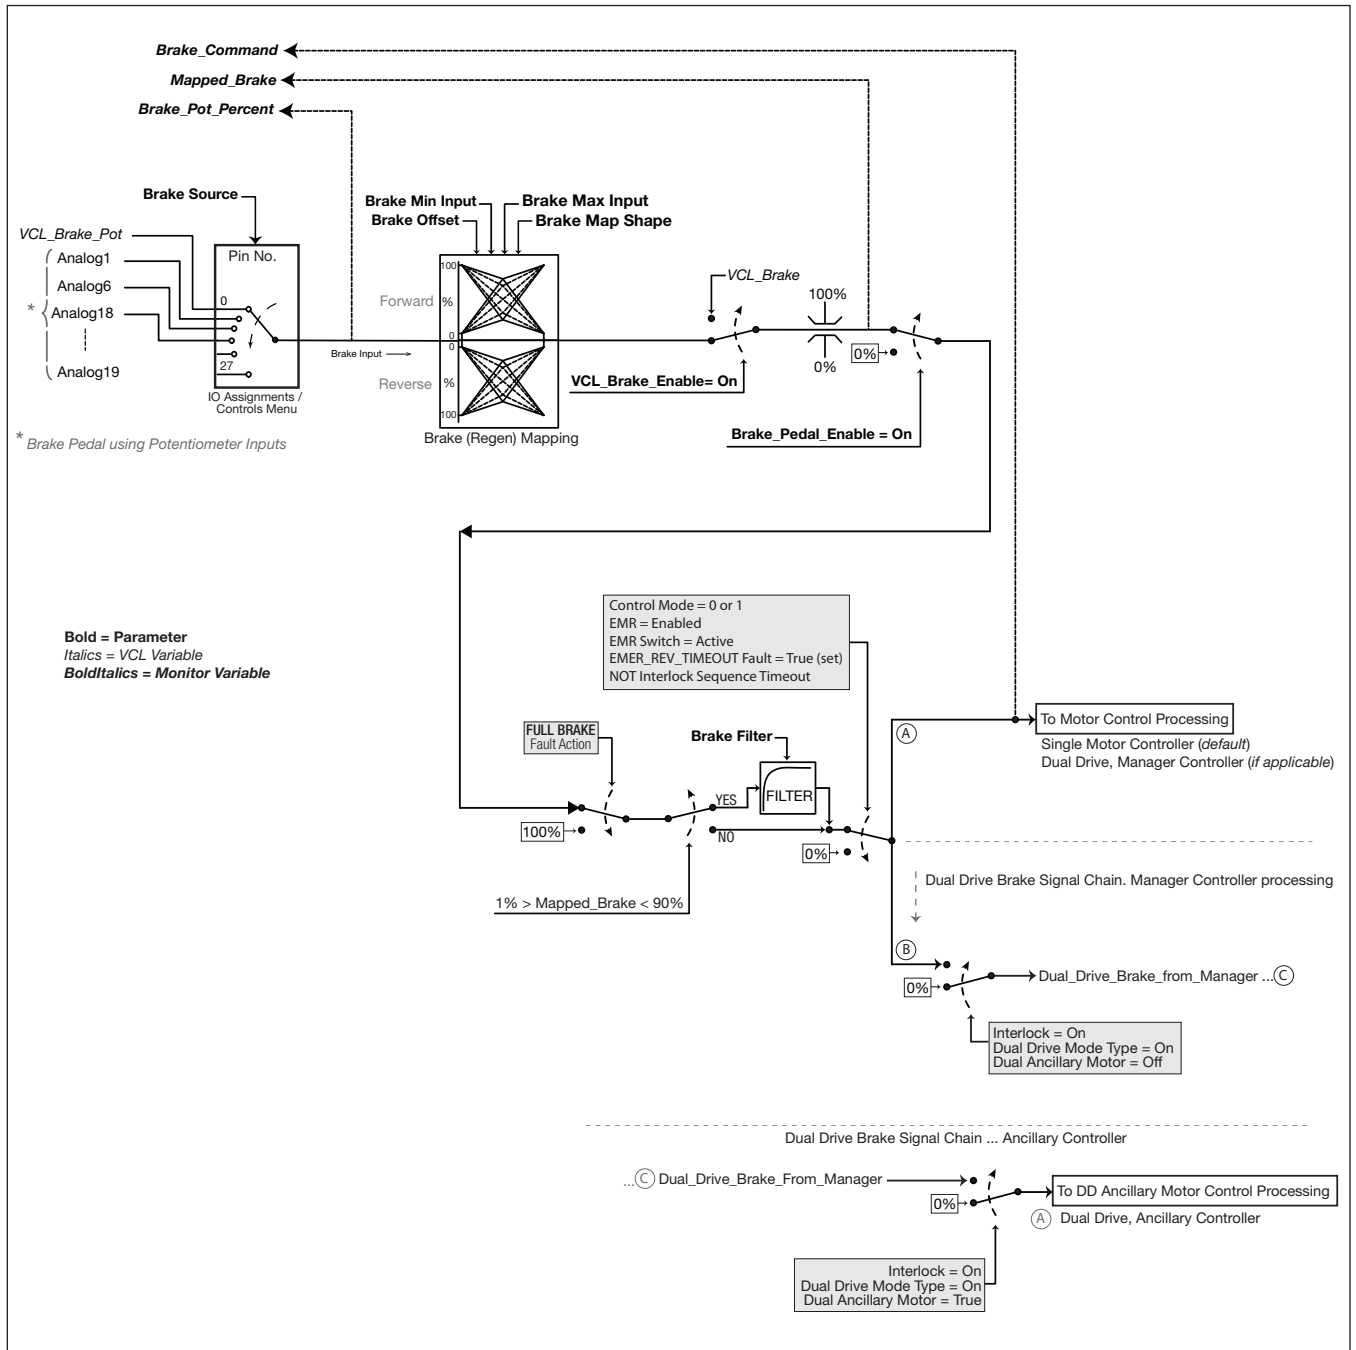 Brake_Command
Mapped_Brake
Brake_Pot_Percent
Brake Source
VCL_Brake_Pot
Analog1
Analog6
* Analog18
Analog19
Pin No.
0
27
IO Assignments /
Controls Menu
* Brake Pedal using Potentiometer Inputs
Brake Input
Brake Min Input
Brake Offset
Brake Max Input
Brake Map Shape
100
Forward %
0
0
Reverse %
100
Brake (Regen) Mapping
VCL_Brake
VCL_Brake_Enable= On
100%
0%
0%
Brake_Pedal_Enable = On
Bold = Parameter
Italics = VCL Variable
BoldItalics = Monitor Variable
Control Mode = 0 or 1
EMR = Enabled
EMR Switch = Active
EMER_REV_TIMEOUT Fault = True (set)
NOT Interlock Sequence Timeout
FULL BRAKE
Fault Action
100%
Brake Filter
YES
FILTER
NO
0%
1% > Mapped_Brake < 90%
A
To Motor Control Processing
Single Motor Controller (default)
Dual Drive, Manager Controller (if applicable)
Dual Drive Brake Signal Chain. Manager Controller processing
B
0%
Dual_Drive_Brake_from_Manager ...C
Interlock = On
Dual Drive Mode Type = On
Dual Ancillary Motor = Off
Dual Drive Brake Signal Chain ... Ancillary Controller
...C Dual_Drive_Brake_From_Manager
0%
To DD Ancillary Motor Control Processing
A Dual Drive, Ancillary Controller
Interlock = On
Dual Drive Mode Type = On
Dual Ancillary Motor = True